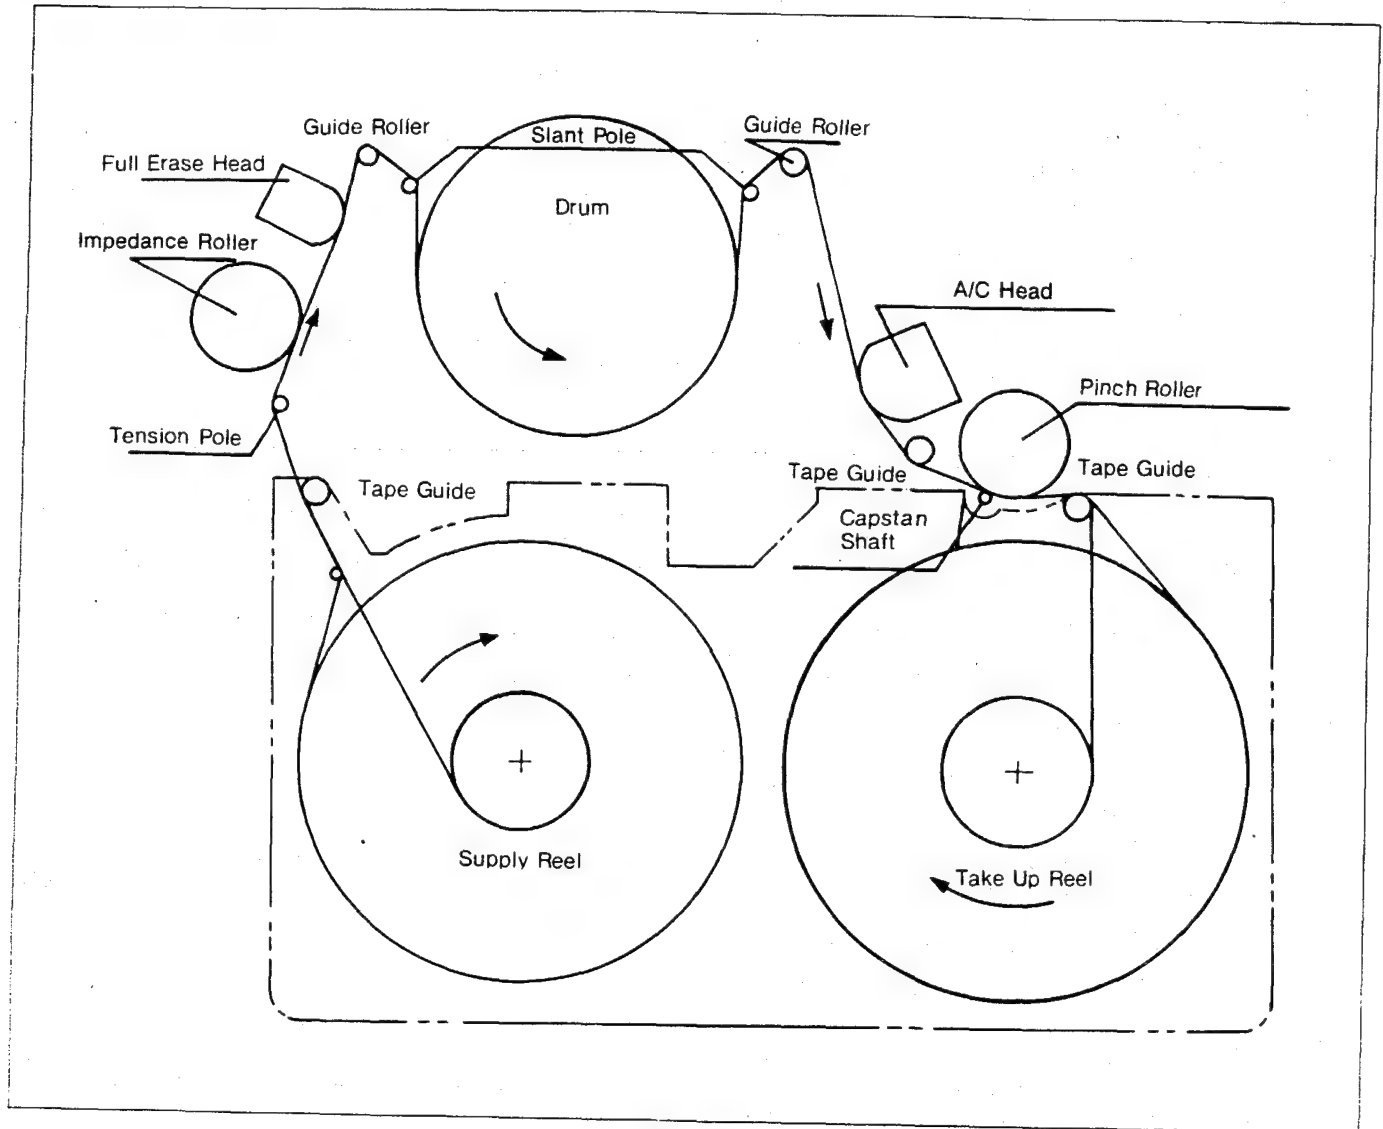 Guide Roller
Slant Pole
Guide Roller
Full Erase Head
Drum
Impedance Roller
A/C Head
Pinch Roller
Tension Pole
Tape Guide
Tape Guide
Tape Guide
Capstan
Shaft
Supply Reel
Take Up Reel